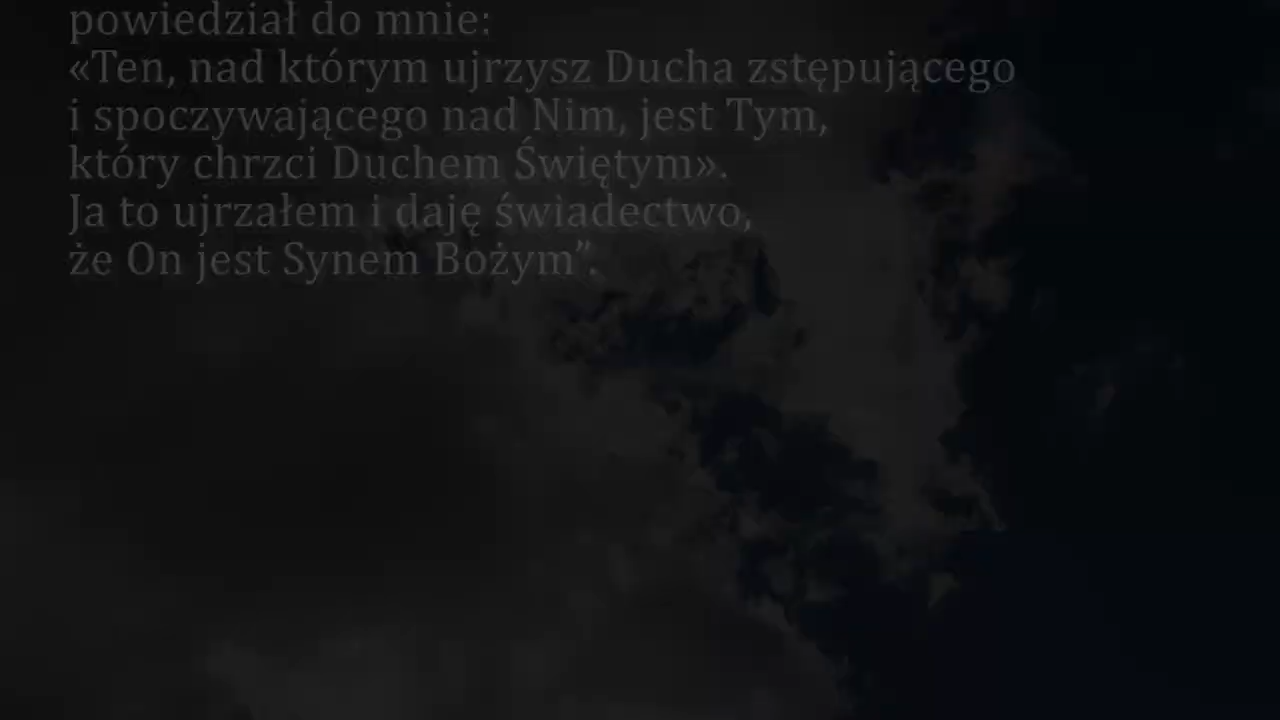 powiedział do mnie:
«Ten, nad którym ujrzysz Ducha zstępującego
i spoczywającego nad Nim, jest Tym,
który chrzci Duchem Świętym».
Ja to ujrzałem i daję świadectwo,
że On jest Synem Bożym”.